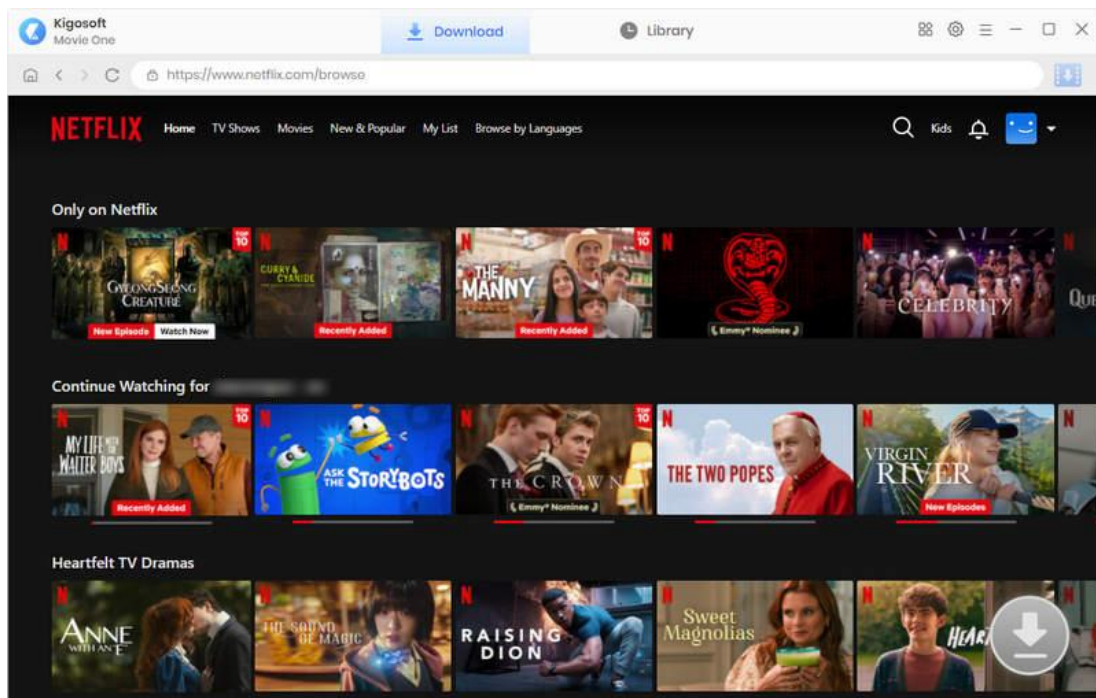 Kigosoft
Movie One
Download
Library
https://www.netflix.com/browse
NETFLIX Home TV Shows Movies New & Popular My List Browse by Languages Kids
Only on Netflix
N TOP 10 GYEONGSEONG CREATURE New Episode Watch Now
N CURRY & CYANIDE Recently Added
N TOP 10 THE MANNY Recently Added
N Emmy® Nominee
N CELEBRITY
N QUE
Continue Watching for
N TOP 10 MY LIFE WITH THE WALTER BOYS Recently Added
N ASK THE STORYBOTS
N TOP 10 THE CROWN Emmy® Nominee
N THE TWO POPES
N VIRGIN RIVER New Episodes
N
Heartfelt TV Dramas
N ANNE WITH AN E
N THE SOUND OF MAGIC
N RAISING DION
N Sweet Magnolias
N HEAR
N